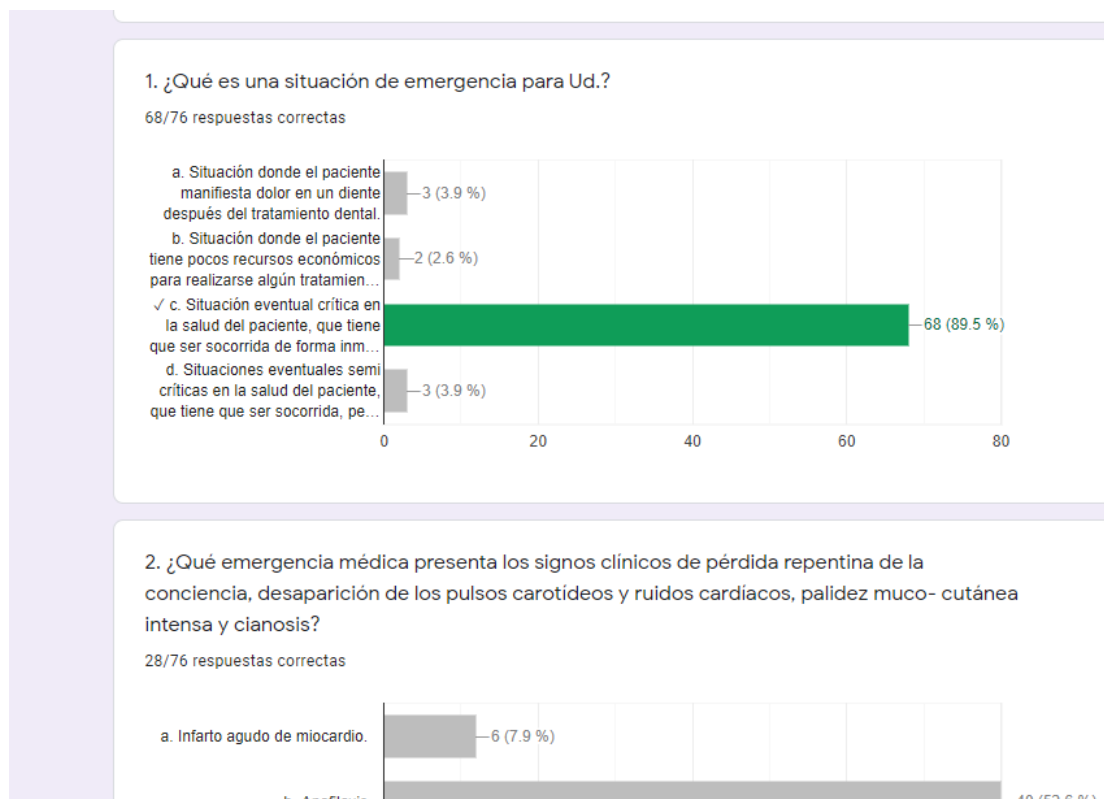 1. ¿Qué es una situación de emergencia para Ud.?
68/76 respuestas correctas
a. Situación donde el paciente
manifiesta dolor en un diente
después del tratamiento dental.
3 (3.9 %)
b. Situación donde el paciente
tiene pocos recursos económicos
para realizarse algún tratamien...
2 (2.6 %)
✓ c. Situación eventual crítica en
la salud del paciente, que tiene
que ser socorrida de forma inm...
68 (89.5 %)
d. Situaciones eventuales semi
críticas en la salud del paciente,
que tiene que ser socorrida, pe...
3 (3.9 %)
0 20 40 60 80
2. ¿Qué emergencia médica presenta los signos clínicos de pérdida repentina de la
conciencia, desaparición de los pulsos carotídeos y ruidos cardíacos, palidez muco- cutánea
intensa y cianosis?
28/76 respuestas correctas
a. Infarto agudo de miocardio.
6 (7.9 %)